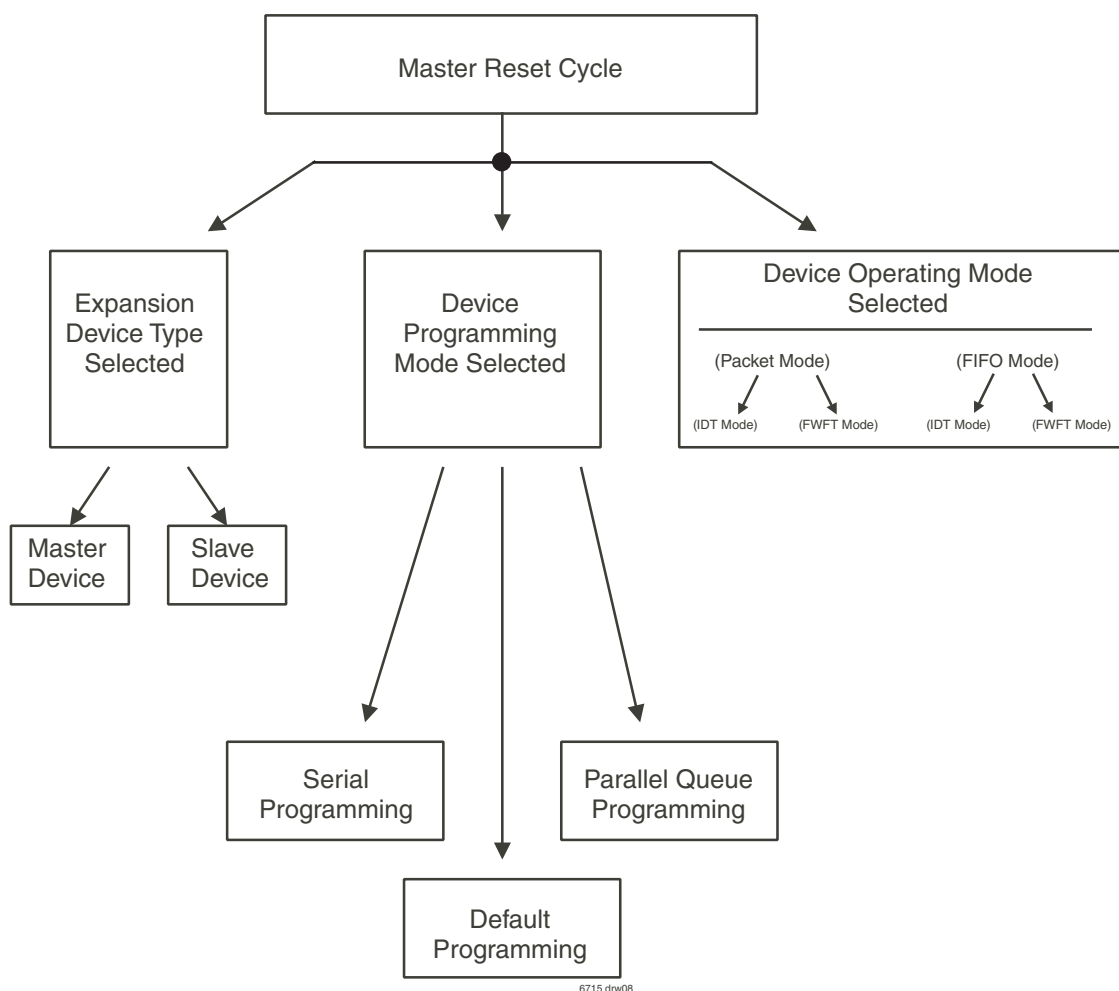 Master Reset Cycle
Expansion
Device Type
Selected
Device
Programming
Mode Selected
Device Operating Mode
Selected
(Packet Mode)
(FIFO Mode)
(IDT Mode)
(FWFT Mode)
(IDT Mode)
(FWFT Mode)
Master
Device
Slave
Device
Serial
Programming
Parallel Queue
Programming
Default
Programming
6715 drw08